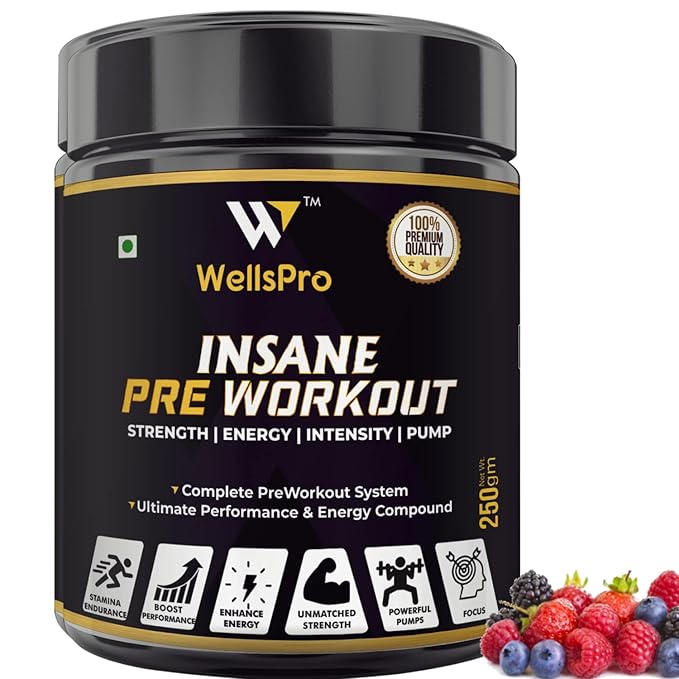 TM
WellsPro
100%
PREMIUM
QUALITY
INSANE
PRE WORKOUT
STRENGTH | ENERGY | INTENSITY | PUMP
Complete PreWorkout System
Ultimate Performance & Energy Compound
Net Wt.
250gm
STAMINA
ENDURANCE
BOOST
PERFORMANCE
ENHANCE
ENERGY
UNMATCHED
STRENGTH
POWERFUL
PUMPS
FOCUS